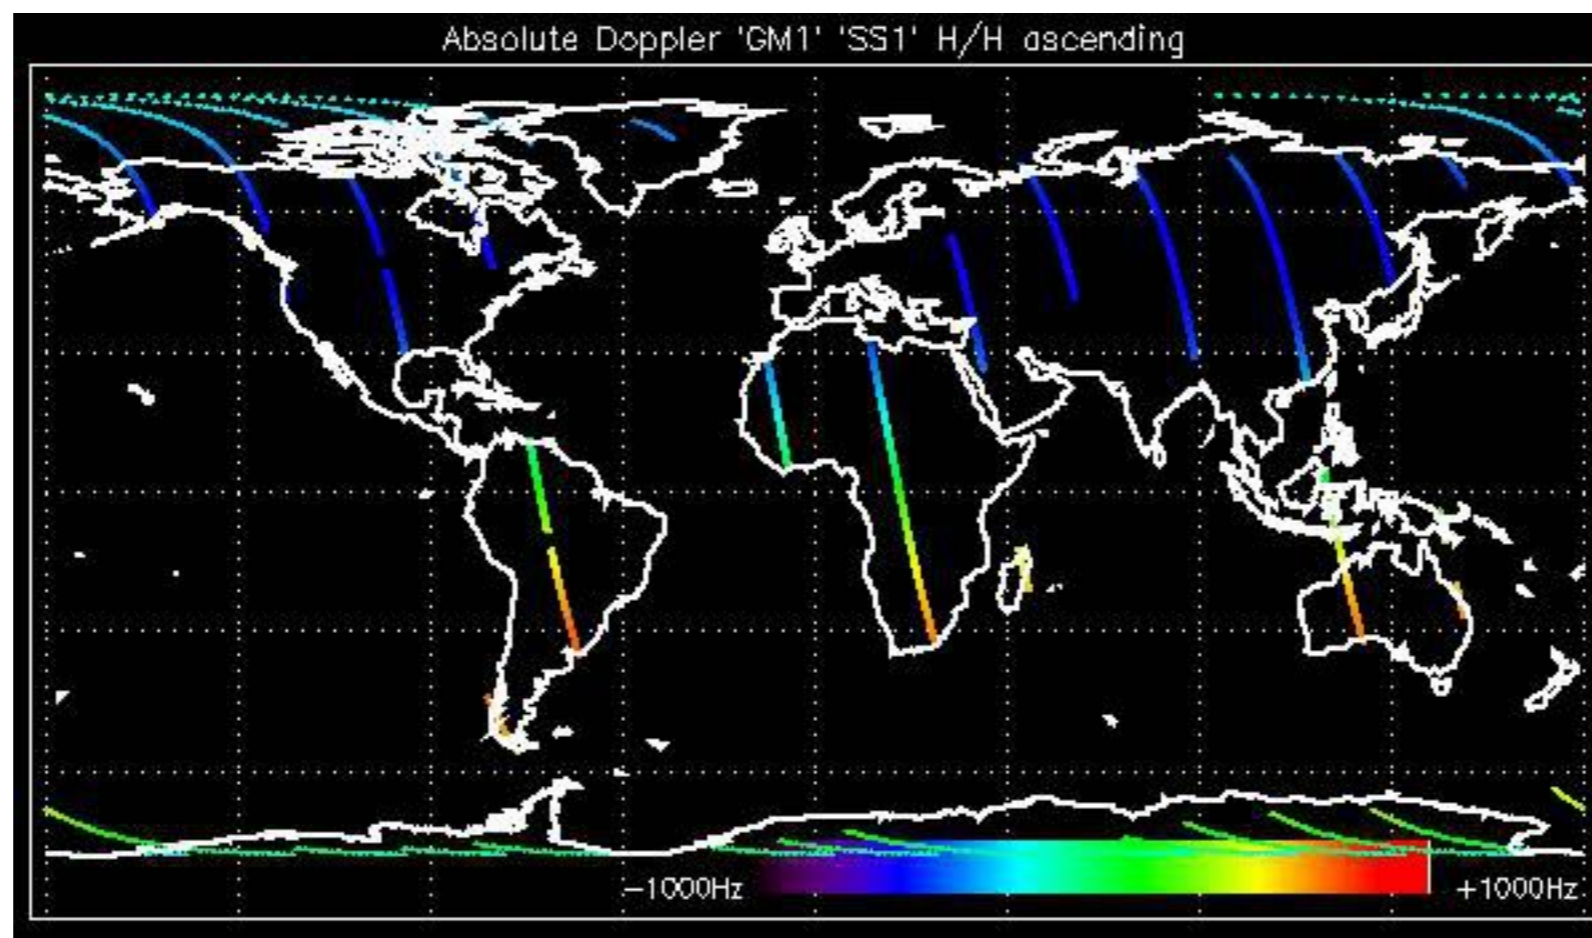 Absolute Doppler 'GM1' 'SS1' H/H ascending
-1000Hz
+1000Hz